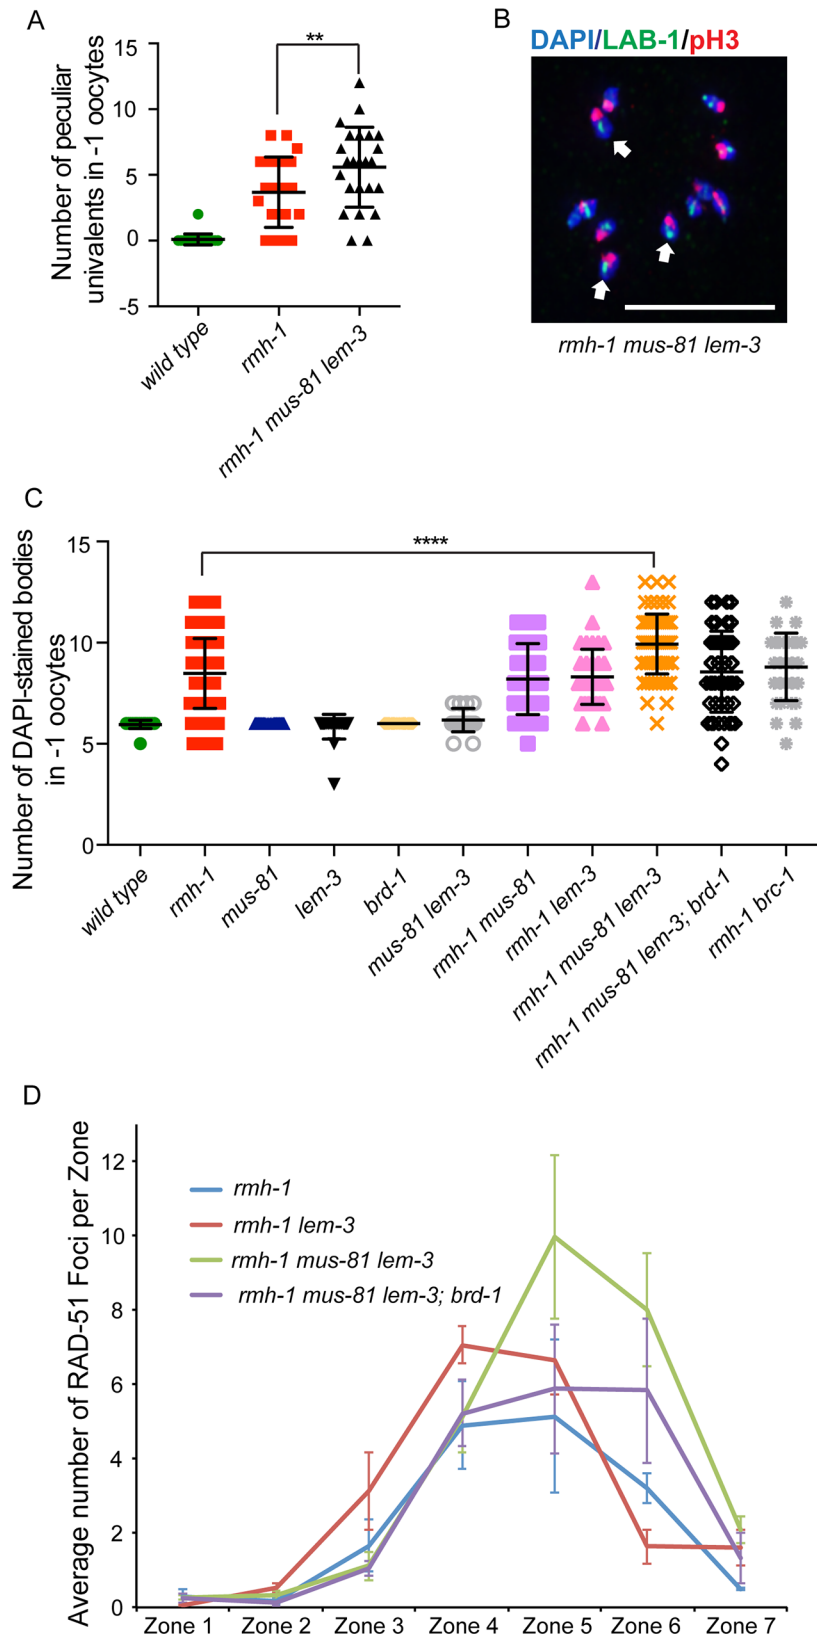 A
Number of peculiar
univalents in -1 oocytes
15
10
5
0
-5
**
wild type
rmh-1
rmh-1 mus-81 lem-3
B
DAPI/LAB-1/pH3
rmh-1 mus-81 lem-3
C
Number of DAPI-stained bodies
in -1 oocytes
15
10
5
0
****
wild type
rmh-1
mus-81
lem-3
brd-1
mus-81 lem-3
rmh-1 mus-81
rmh-1 lem-3
rmh-1 mus-81 lem-3
rmh-1 mus-81 lem-3; brd-1
rmh-1 brc-1
D
Average number of RAD-51 Foci per Zone
12
10
8
6
4
2
0
rmh-1
rmh-1 lem-3
rmh-1 mus-81 lem-3
rmh-1 mus-81 lem-3; brd-1
Zone 1 Zone 2 Zone 3 Zone 4 Zone 5 Zone 6 Zone 7